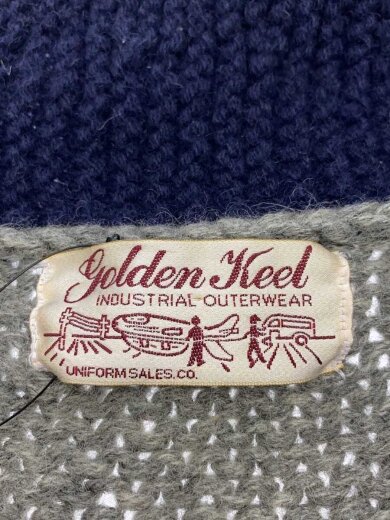 Golden Keel
INDUSTRIAL OUTERWEAR
UNIFORM SALES.CO.